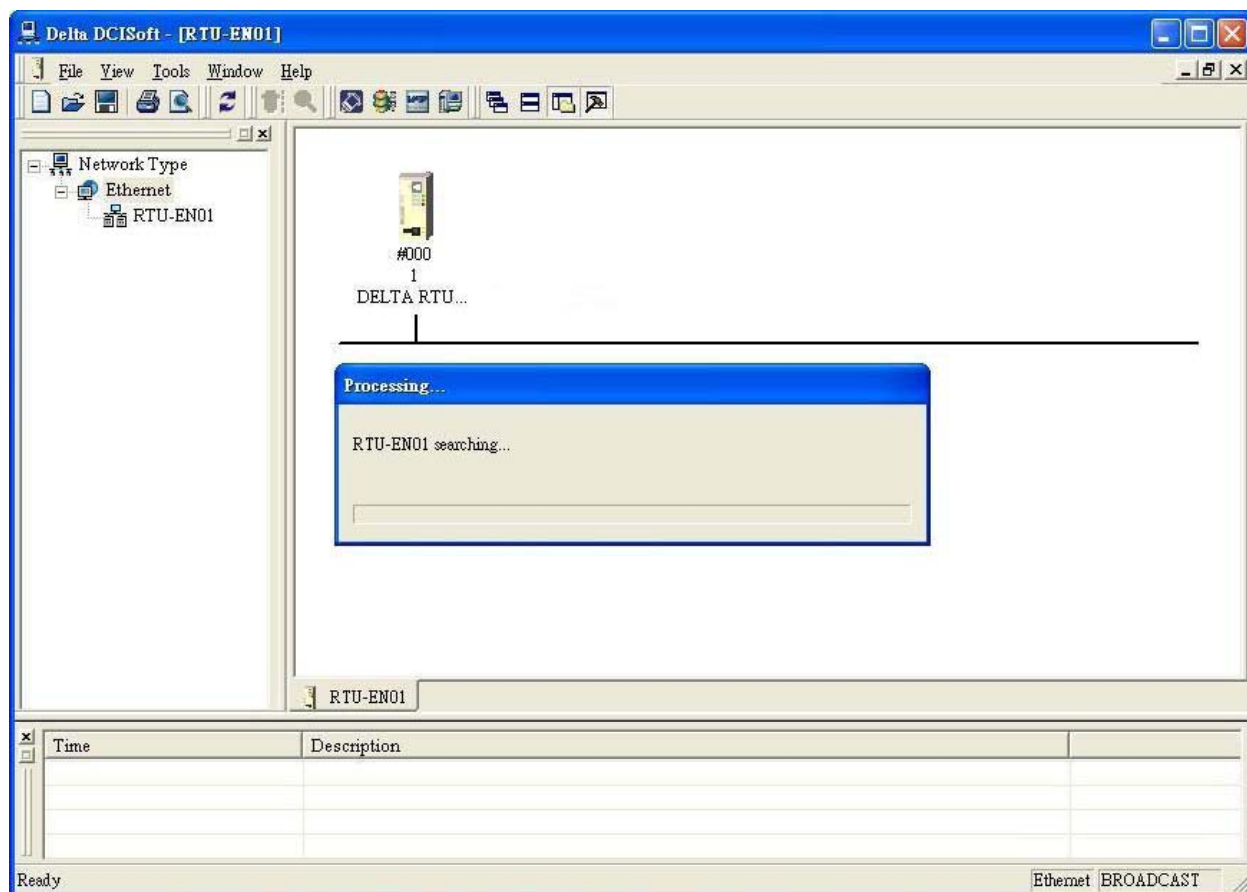 Delta DCISoft - [RTU-EN01]
File View Tools Window Help
Network Type
Ethernet
RTU-EN01
#000
1
DELTA RTU...
Processing...
RTU-EN01 searching...
RTU-EN01
Time Description
Ready Ethernet BROADCAST